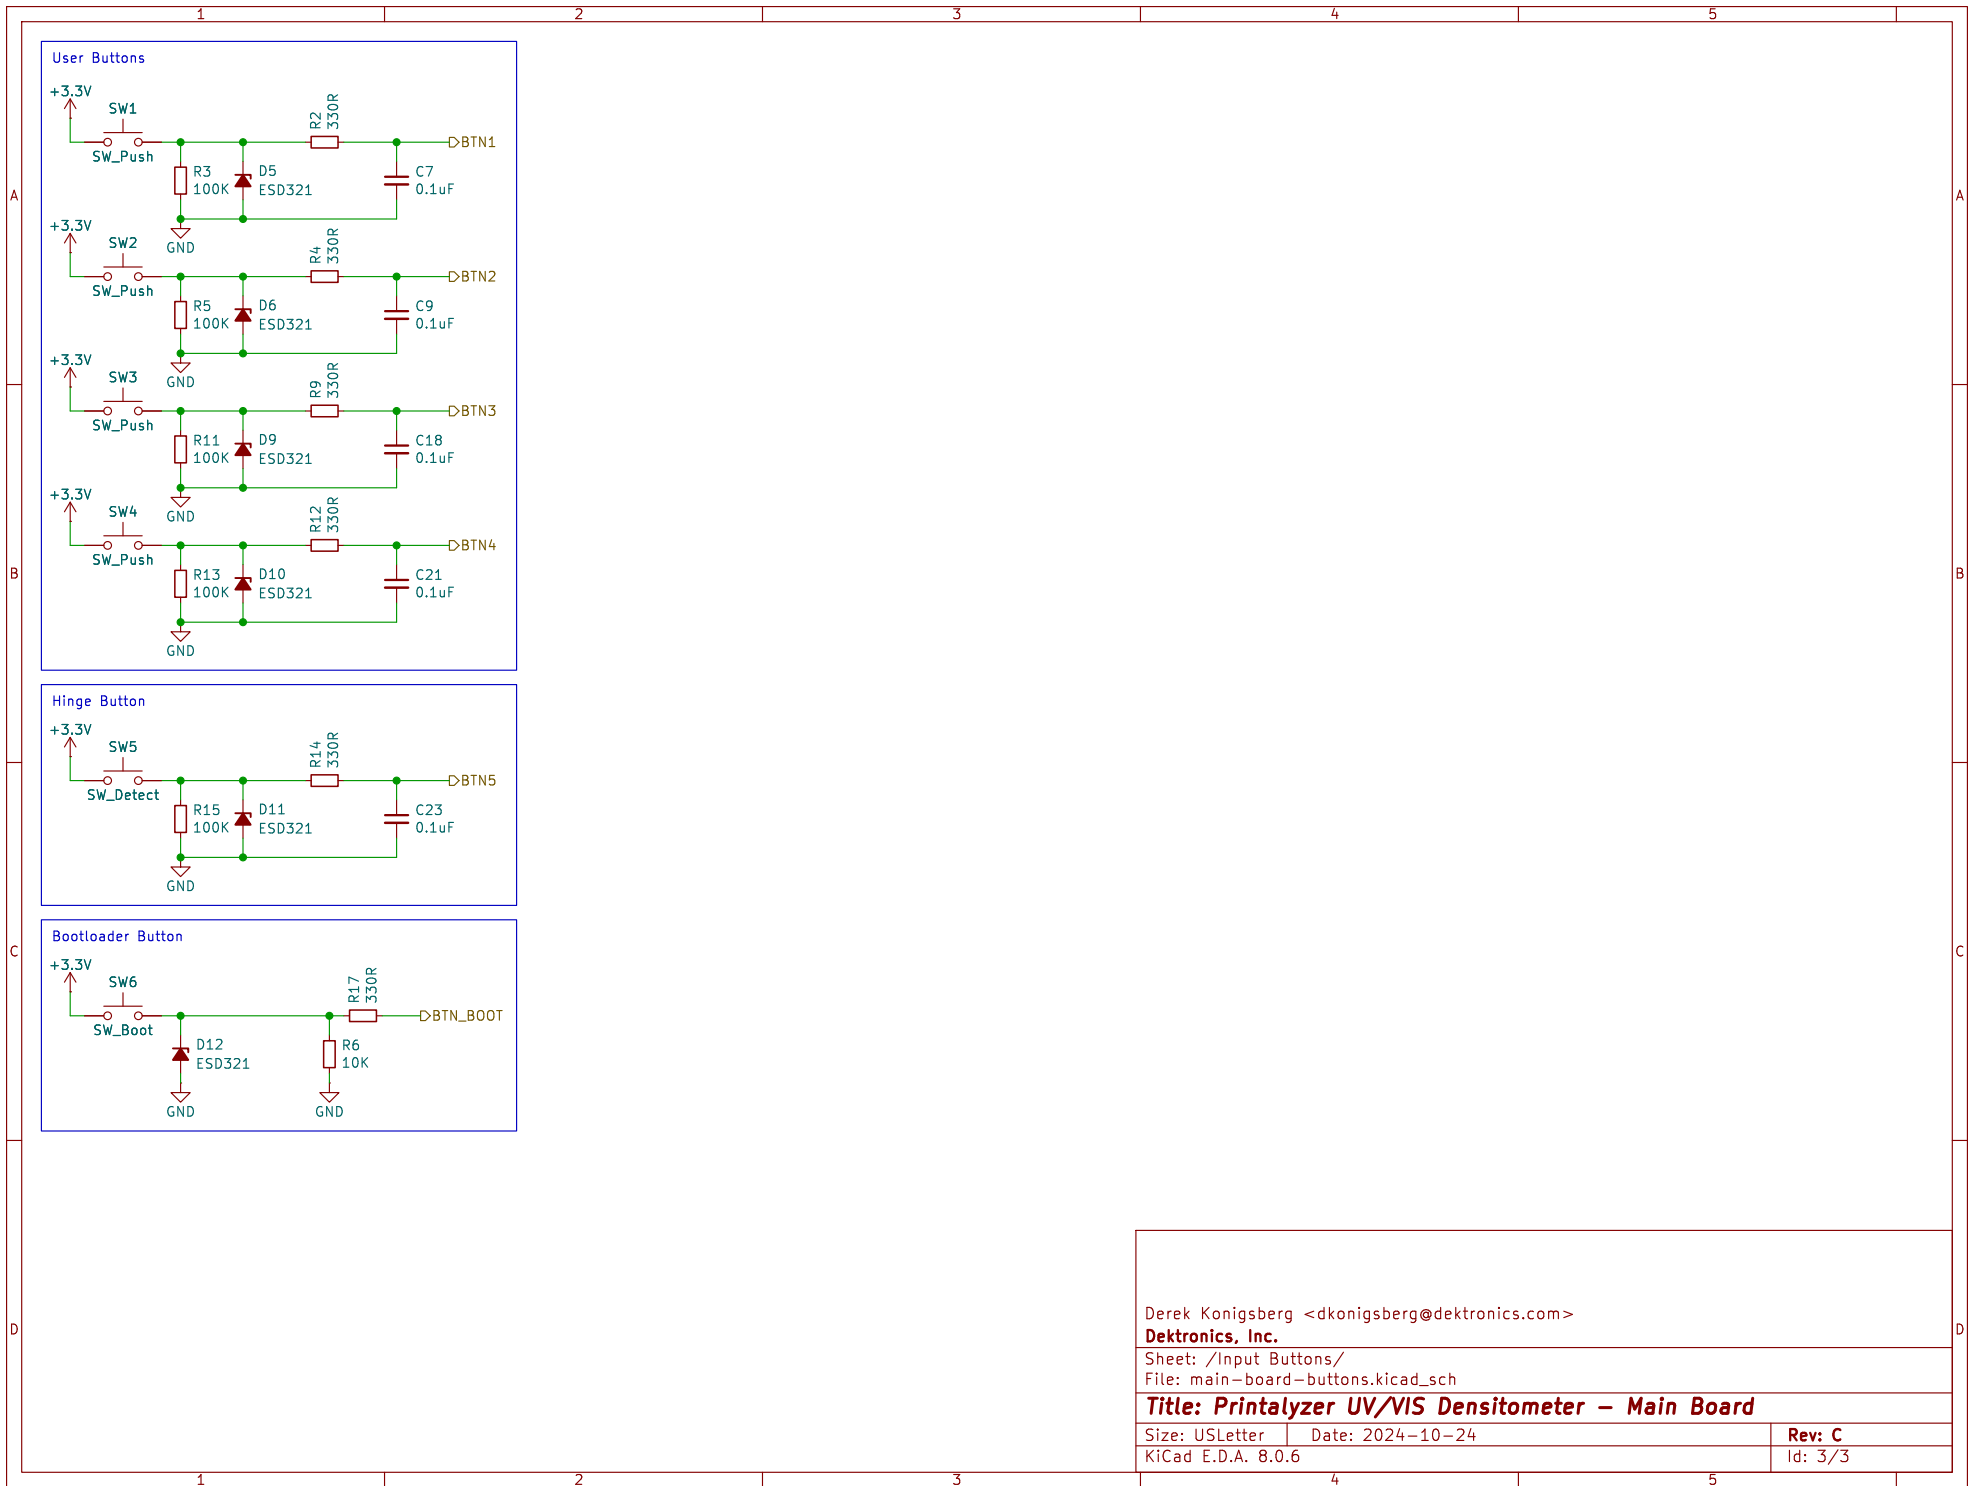 1 2 3 4 5
User Buttons
+3.3V
SW1
SW_Push
R2
330R
BTN1
R3
100K
D5
ESD321
C7
0.1uF
GND
A
A
+3.3V
SW2
SW_Push
R4
330R
BTN2
R5
100K
D6
ESD321
C9
0.1uF
GND
+3.3V
SW3
SW_Push
R9
330R
BTN3
R11
100K
D9
ESD321
C18
0.1uF
GND
+3.3V
SW4
SW_Push
R12
330R
BTN4
R13
100K
D10
ESD321
C21
0.1uF
GND
B
B
Hinge Button
+3.3V
SW5
SW_Detect
R14
330R
BTN5
R15
100K
D11
ESD321
C23
0.1uF
GND
Bootloader Button
+3.3V
SW6
SW_Boot
R17
330R
BTN_BOOT
D12
ESD321
R6
10K
GND
GND
C
C
D
D
Derek Konigsberg <dkonigsberg@dektronics.com>
Dektronics, Inc.
Sheet: /Input Buttons/
File: main-board-buttons.kicad_sch
Title: Printalyzer UV/VIS Densitometer - Main Board
Size: USLetter Date: 2024-10-24 Rev: C
KiCad E.D.A. 8.0.6 Id: 3/3
1 2 3 4 5